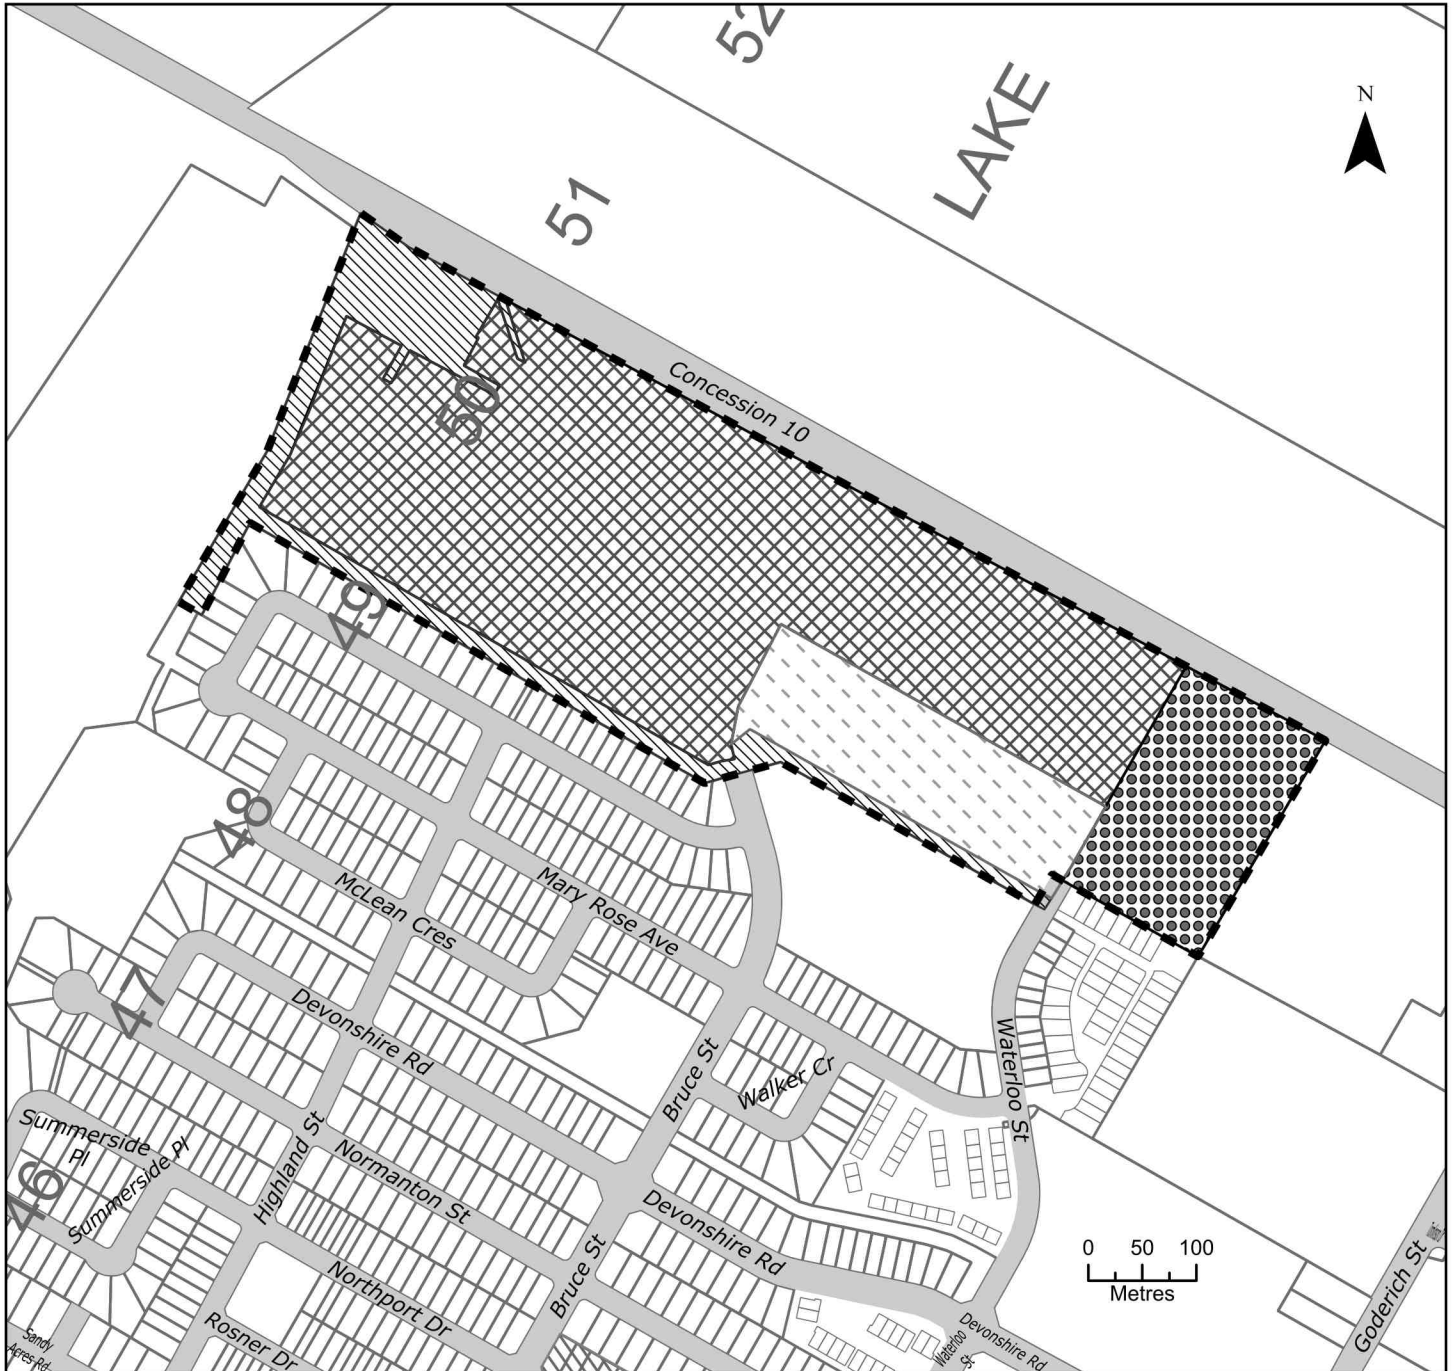 52
LAKE
N
51
Concession 10
50
49
48
McLean Cres
Mary Rose Ave
47
Devonshire Rd
Waterloo St
Bruce St
Walker Cr
Summerside
Pl
Summerside Pl
46
Highland St
Normanton St
Devonshire Rd
Bruce St
Northport Dr
Rosner Dr
Sandy
Acres Rd
0 50 100
Metres
Goderich St
Waterloo
St
Devonshire Rd